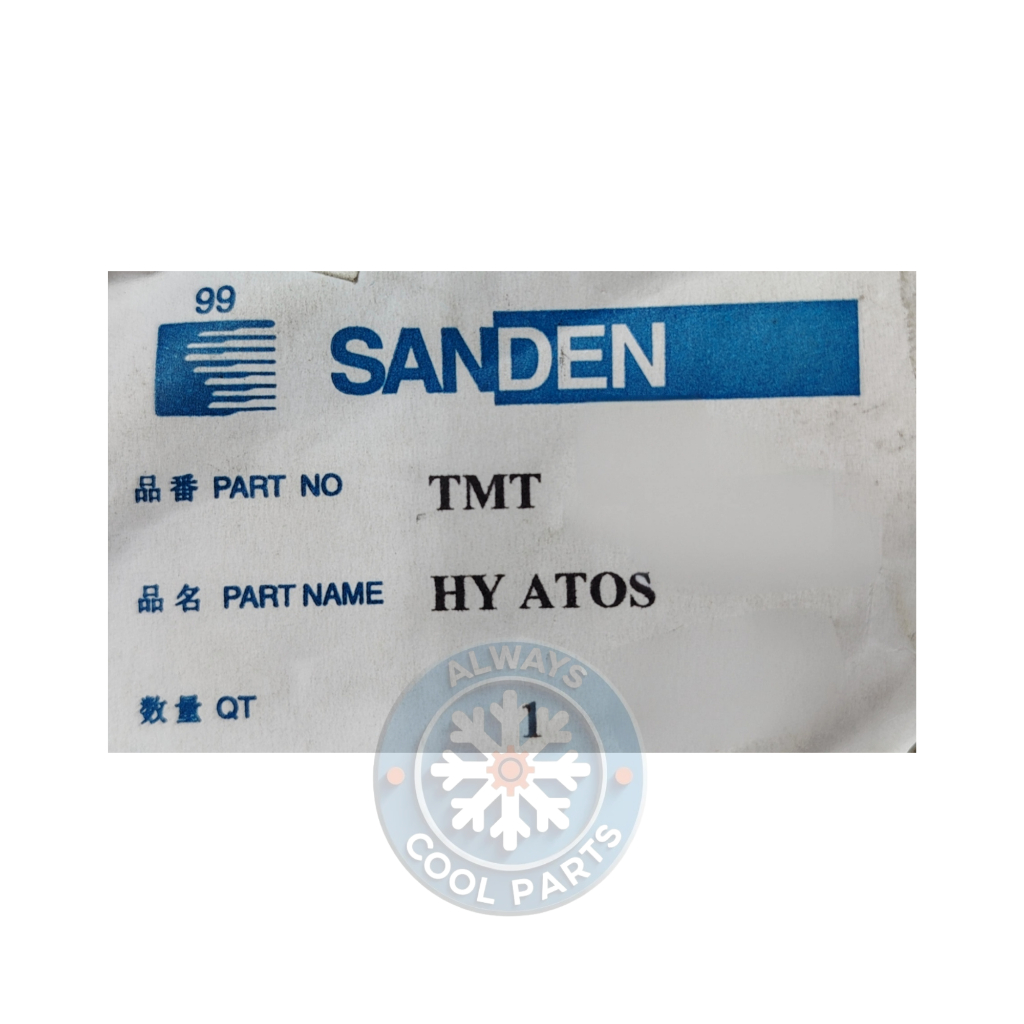 99
SANDEN
品番 PART NO TMT
品名 PART NAME HY ATOS
数量 QT 1
ALWAYS
COOL PARTS